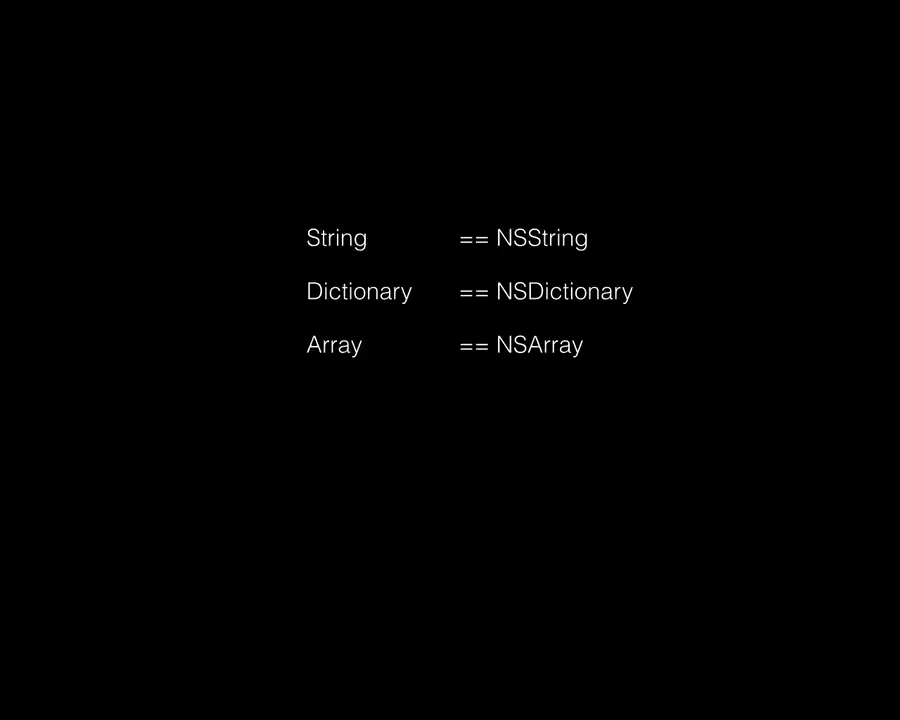 String == NSString
Dictionary == NSDictionary
Array == NSArray